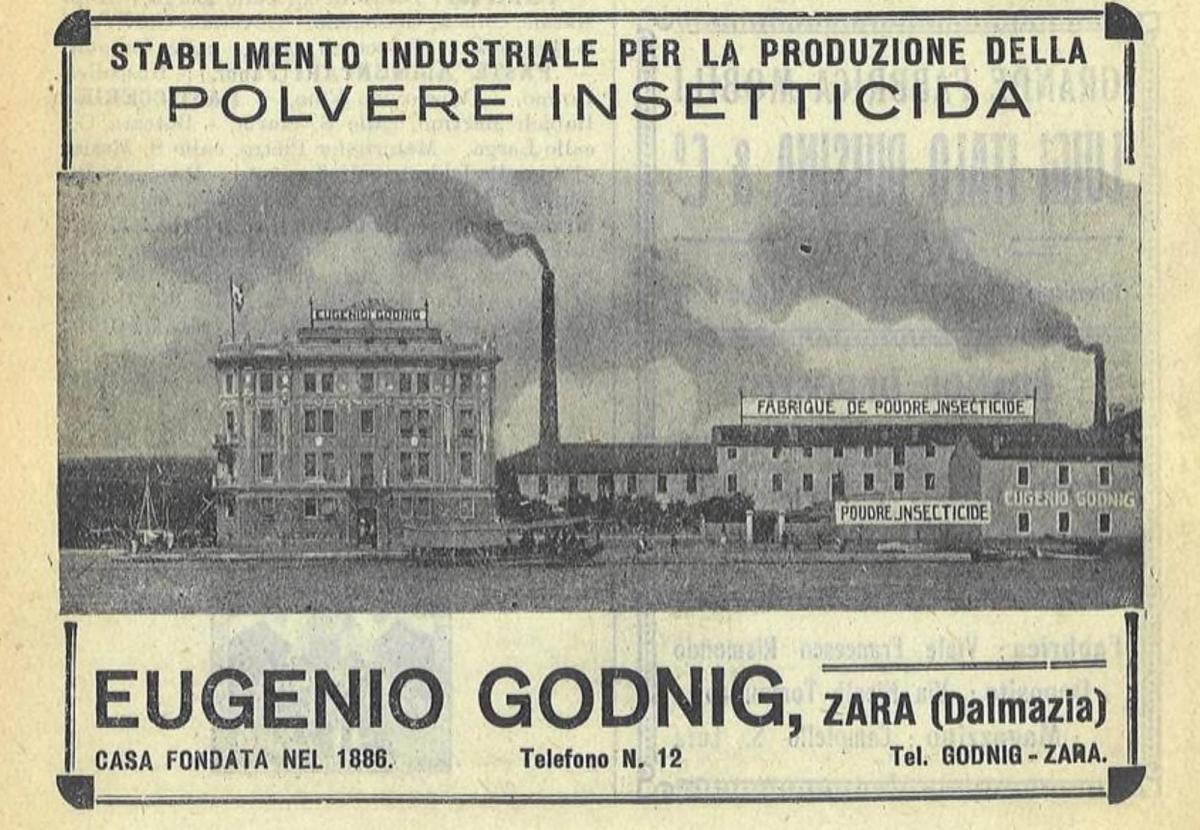 STABILIMENTO INDUSTRIALE PER LA PRODUZIONE DELLA
POLVERE INSETTICIDA
EUGENIO GODNIG
FABRIQUE DE POUDRE INSECTICIDE
EUGENIO GODNIG
POUDRE INSECTICIDE
EUGENIO GODNIG, ZARA (Dalmazia)
CASA FONDATA NEL 1886. Telefono N. 12 Tel. GODNIG - ZARA.